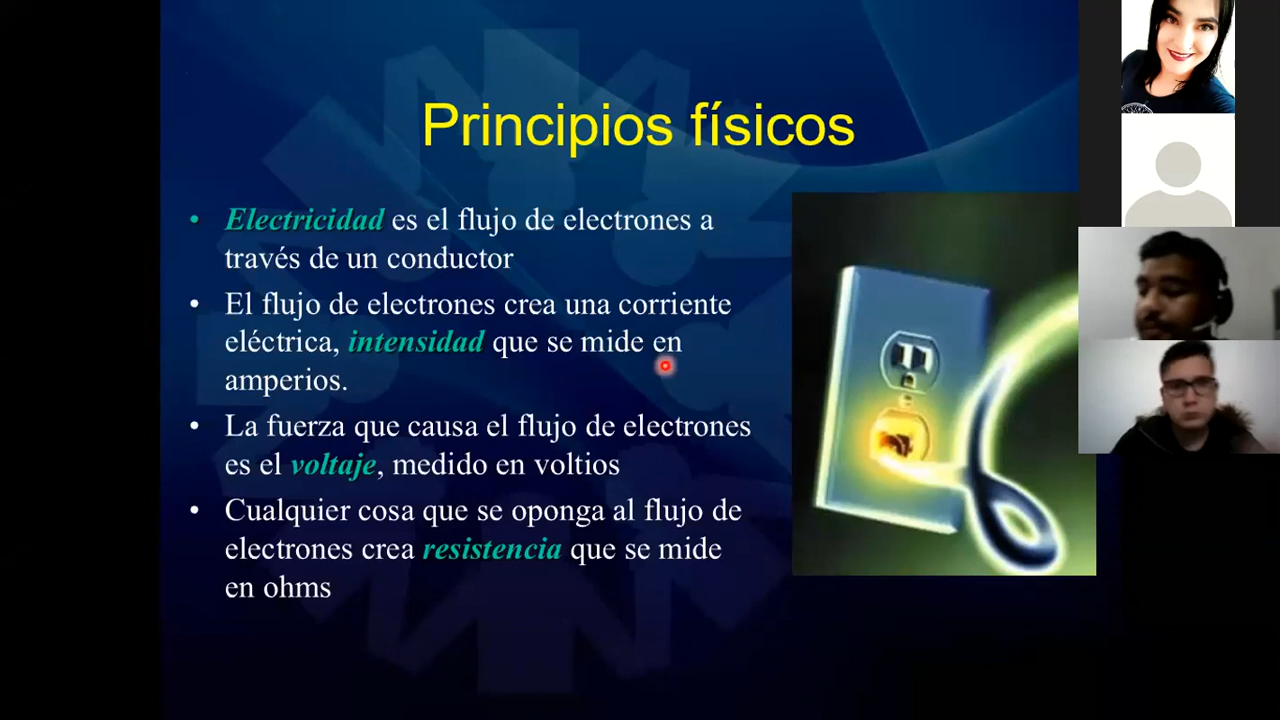 Principios físicos
• Electricidad es el flujo de electrones a
través de un conductor
• El flujo de electrones crea una corriente
eléctrica, intensidad que se mide en
amperios.
• La fuerza que causa el flujo de electrones
es el voltaje, medido en voltios
• Cualquier cosa que se oponga al flujo de
electrones crea resistencia que se mide
en ohms